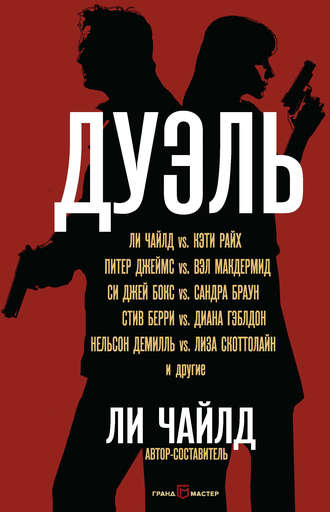 ДУЭЛЬ
ЛИ ЧАЙЛД vs. КЭТИ РАЙХ
ПИТЕР ДЖЕЙМС vs. ВЭЛ МАКДЕРМИД
СИ ДЖЕЙ БОКС vs. САНДРА БРАУН
СТИВ БЕРРИ vs. ДИАНА ГЭБЛДОН
НЕЛЬСОН ДЕМИЛЛЬ vs. ЛИЗА СКОТТОЛАЙН
и другие
ЛИ ЧАЙЛД
АВТОР-СОСТАВИТЕЛЬ
ГРАНД МАСТЕР